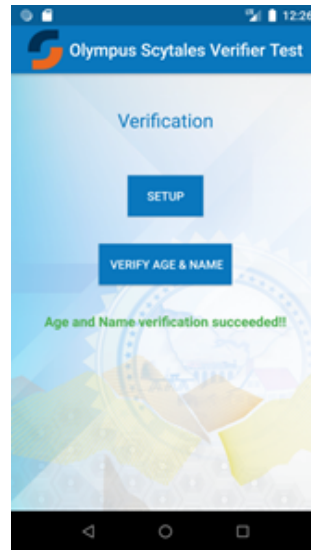 12:26
Olympus Scytales Verifier Test
Verification
SETUP
VERIFY AGE & NAME
Age and Name verification succeeded!!